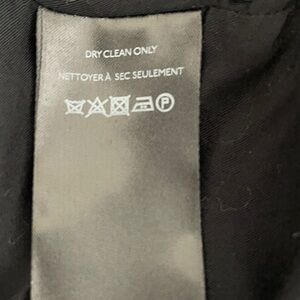 DRY CLEAN ONLY
NETTOYER À SEC SEULEMENT
P